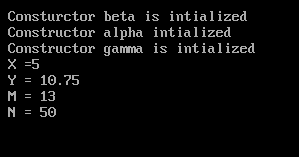 Consturctor beta is intialized
Constructor alpha intialized
Constructor gamma is intialized
X =5
Y = 10.75
M = 13
N = 50